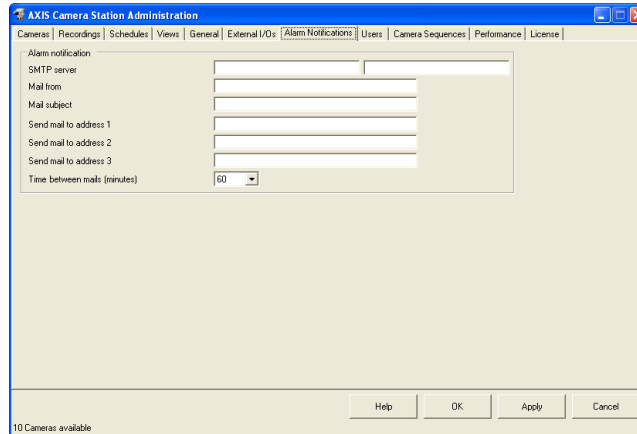 AXIS Camera Station Administration
Cameras Recordings Schedules Views General External I/Os Alarm Notifications Users Camera Sequences Performance License
Alarm notification
SMTP server
Mail from
Mail subject
Send mail to address 1
Send mail to address 2
Send mail to address 3
Time between mails (minutes) 60
Help OK Apply Cancel
10 Cameras available